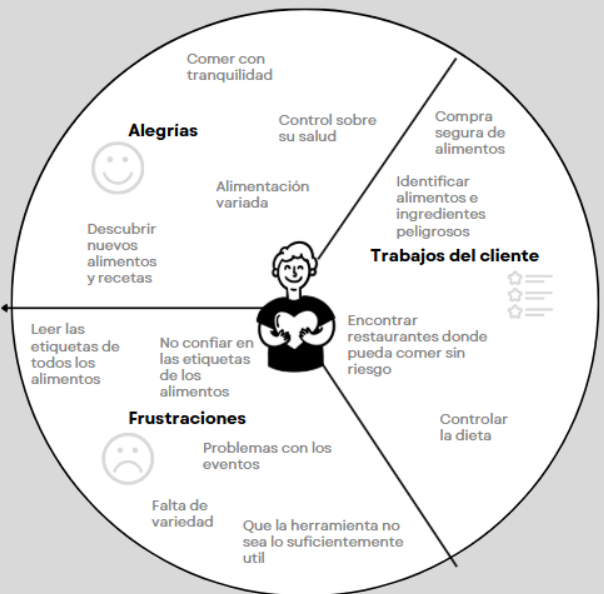 Comer con
tranquilidad
Alegrías
Control sobre
su salud
Alimentación
variada
Descubrir
nuevos
alimentos
y recetas
Compra
segura de
alimentos
Identificar
alimentos e
ingredientes
peligrosos
Trabajos del cliente
Encontrar
restaurantes donde
pueda comer sin
riesgo
Controlar
la dieta
Leer las
etiquetas de
todos los
alimentos
No confiar en
las etiquetas
de los
alimentos
Frustraciones
Problemas con los
eventos
Falta de
variedad
Que la herramienta no
sea lo suficientemente
util